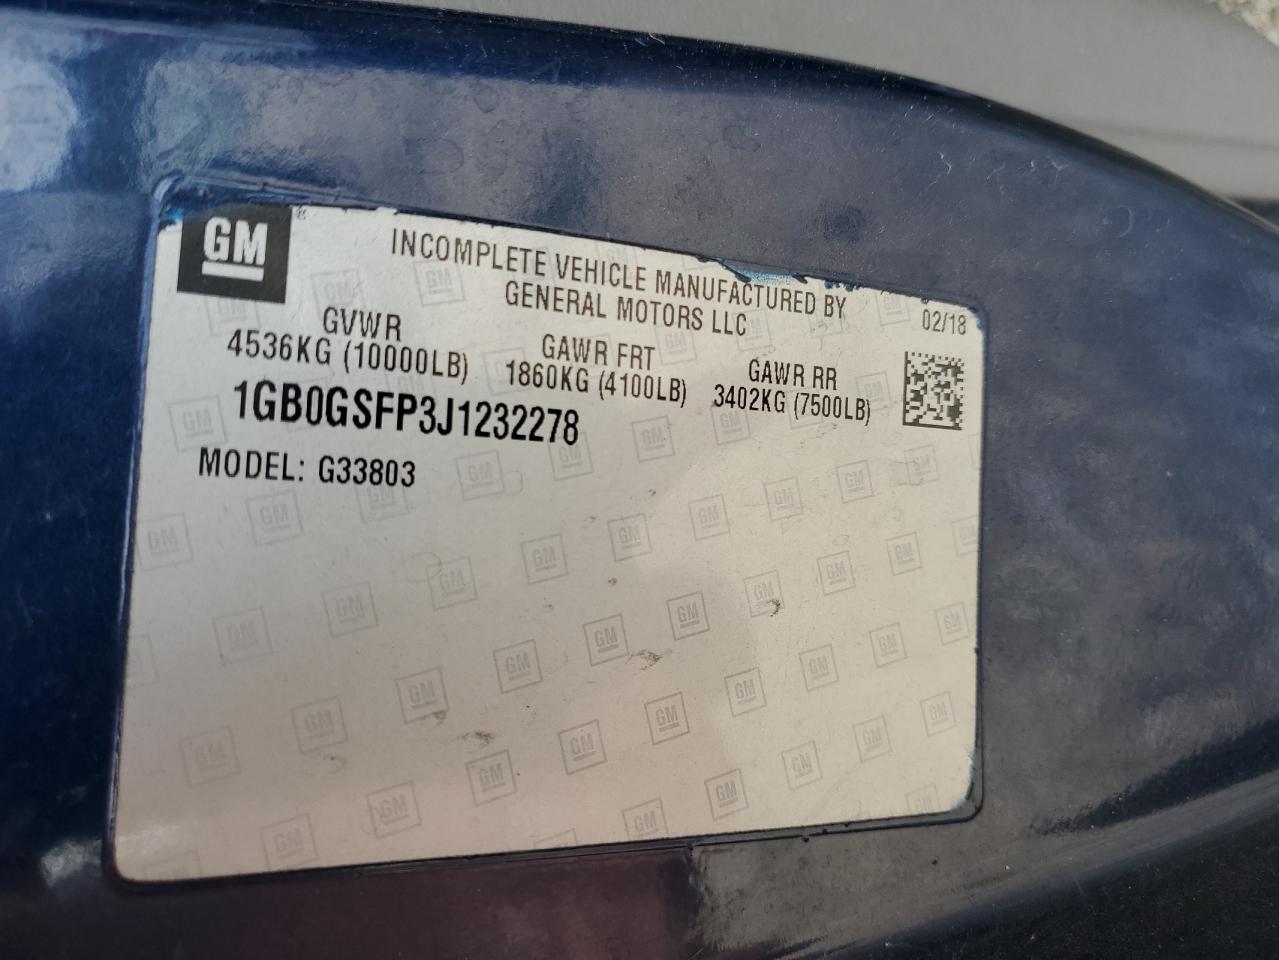 GM
INCOMPLETE VEHICLE MANUFACTURED BY
GENERAL MOTORS LLC
02/18
GVWR
4536KG (10000LB)
GAWR FRT
1860KG (4100LB)
GAWR RR
3402KG (7500LB)
1GB0GSFP3J1232278
MODEL: G33803